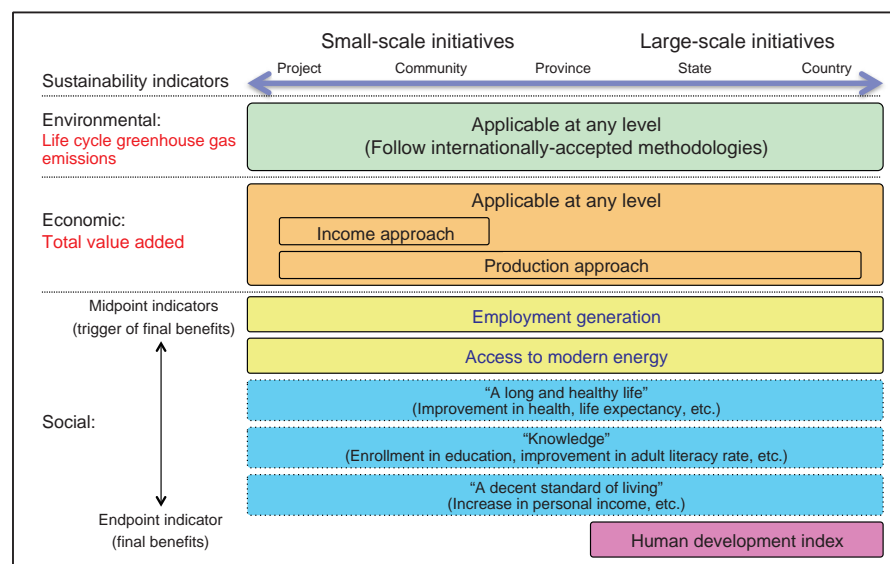 Small-scale initiatives Large-scale initiatives
Project Community Province State Country
Sustainability indicators
Environmental:
Life cycle greenhouse gas
emissions
Applicable at any level
(Follow internationally-accepted methodologies)
Economic:
Total value added
Applicable at any level
Income approach
Production approach
Midpoint indicators
(trigger of final benefits)
Employment generation
Access to modern energy
Social:
“A long and healthy life”
(Improvement in health, life expectancy, etc.)
“Knowledge”
(Enrollment in education, improvement in adult literacy rate, etc.)
“A decent standard of living”
(Increase in personal income, etc.)
Endpoint indicator
(final benefits)
Human development index